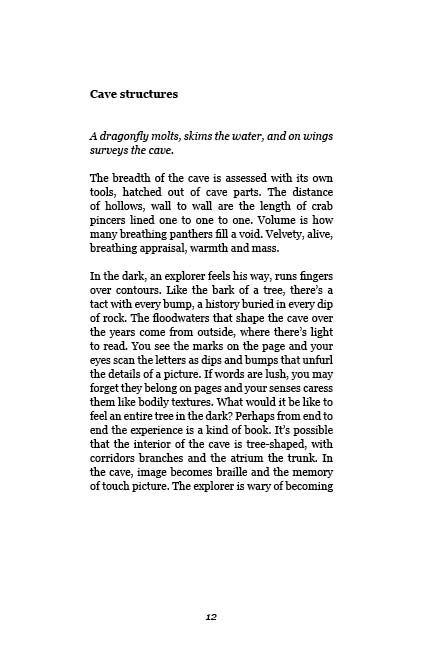 Cave structures
A dragonfly molts, skims the water, and on wings
surveys the cave.
The breadth of the cave is assessed with its own
tools, hatched out of cave parts. The distance
of hollows, wall to wall are the length of crab
pincers lined one to one to one. Volume is how
many breathing panthers fill a void. Velvety, alive,
breathing appraisal, warmth and mass.
In the dark, an explorer feels his way, runs fingers
over contours. Like the bark of a tree, there's a
tact with every bump, a history buried in every dip
of rock. The floodwaters that shape the cave over
the years come from outside, where there's light
to read. You see the marks on the page and your
eyes scan the letters as dips and bumps that unfurl
the details of a picture. If words are lush, you may
forget they belong on pages and your senses caress
them like bodily textures. What would it be like to
feel an entire tree in the dark? Perhaps from end to
end the experience is a kind of book. It's possible
that the interior of the cave is tree-shaped, with
corridors branches and the atrium the trunk. In
the cave, image becomes braille and the memory
of touch picture. The explorer is wary of becoming
12